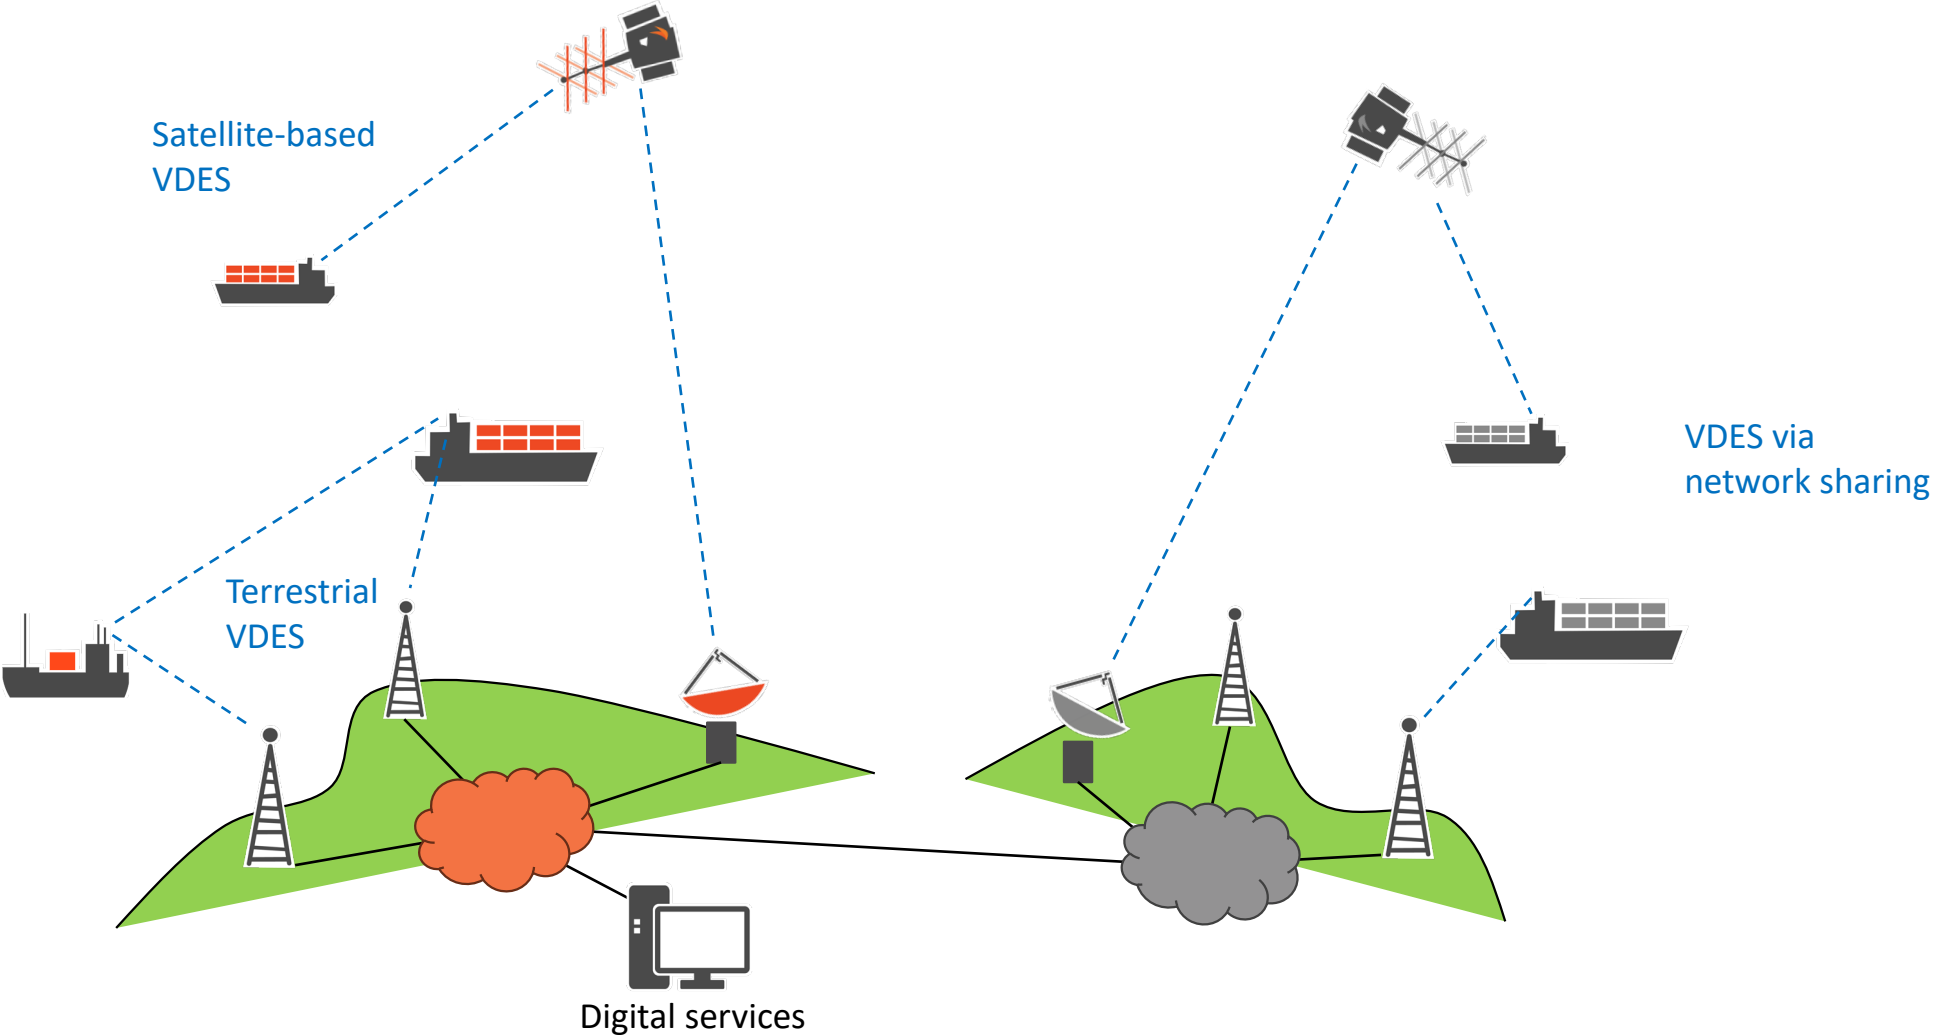 Satellite-based
VDES
VDES via
network sharing
Terrestrial
VDES
Digital services